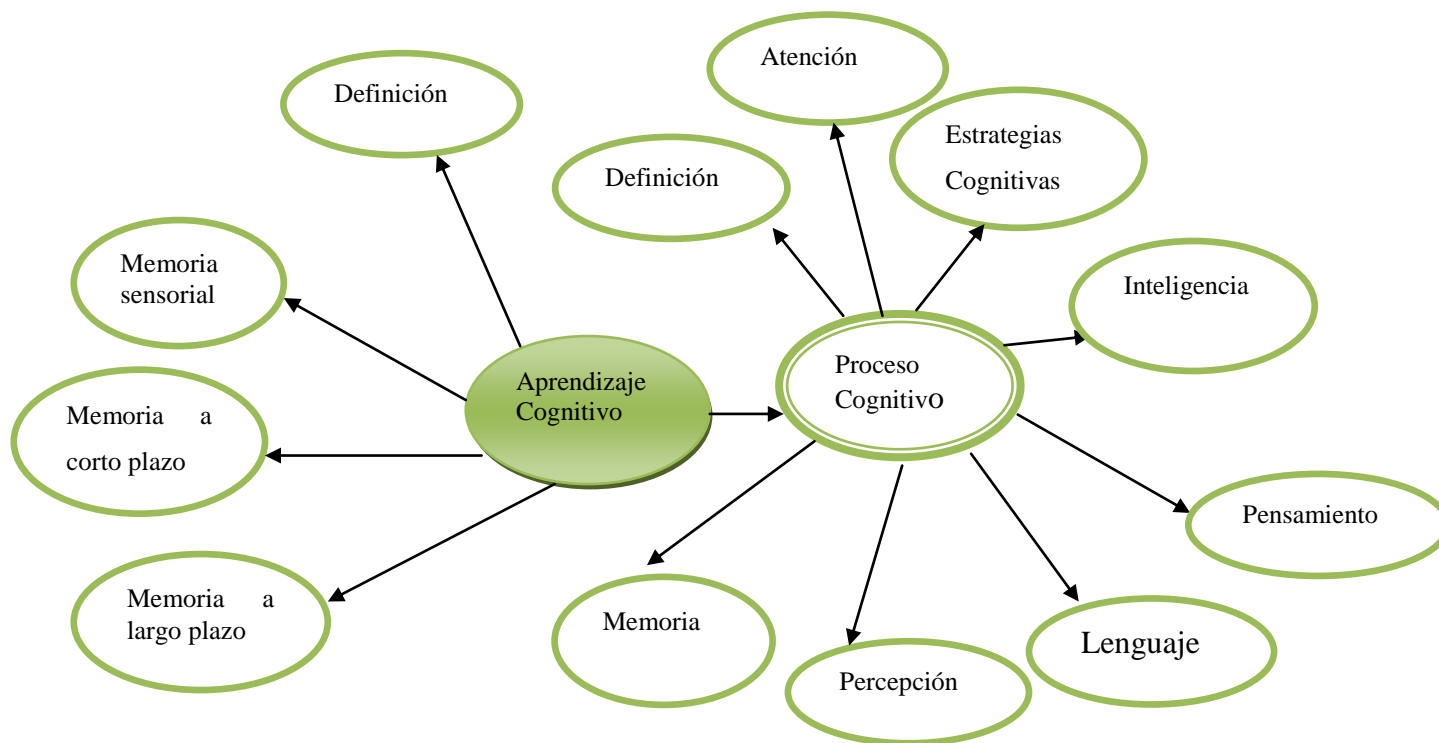 Atención
Definición
Estrategias
Cognitivas
Definición
Memoria
sensorial
Inteligencia
Aprendizaje
Cognitivo
Proceso
Cognitivo
Memoria a
corto plazo
Pensamiento
Memoria a
largo plazo
Memoria
Lenguaje
Percepción